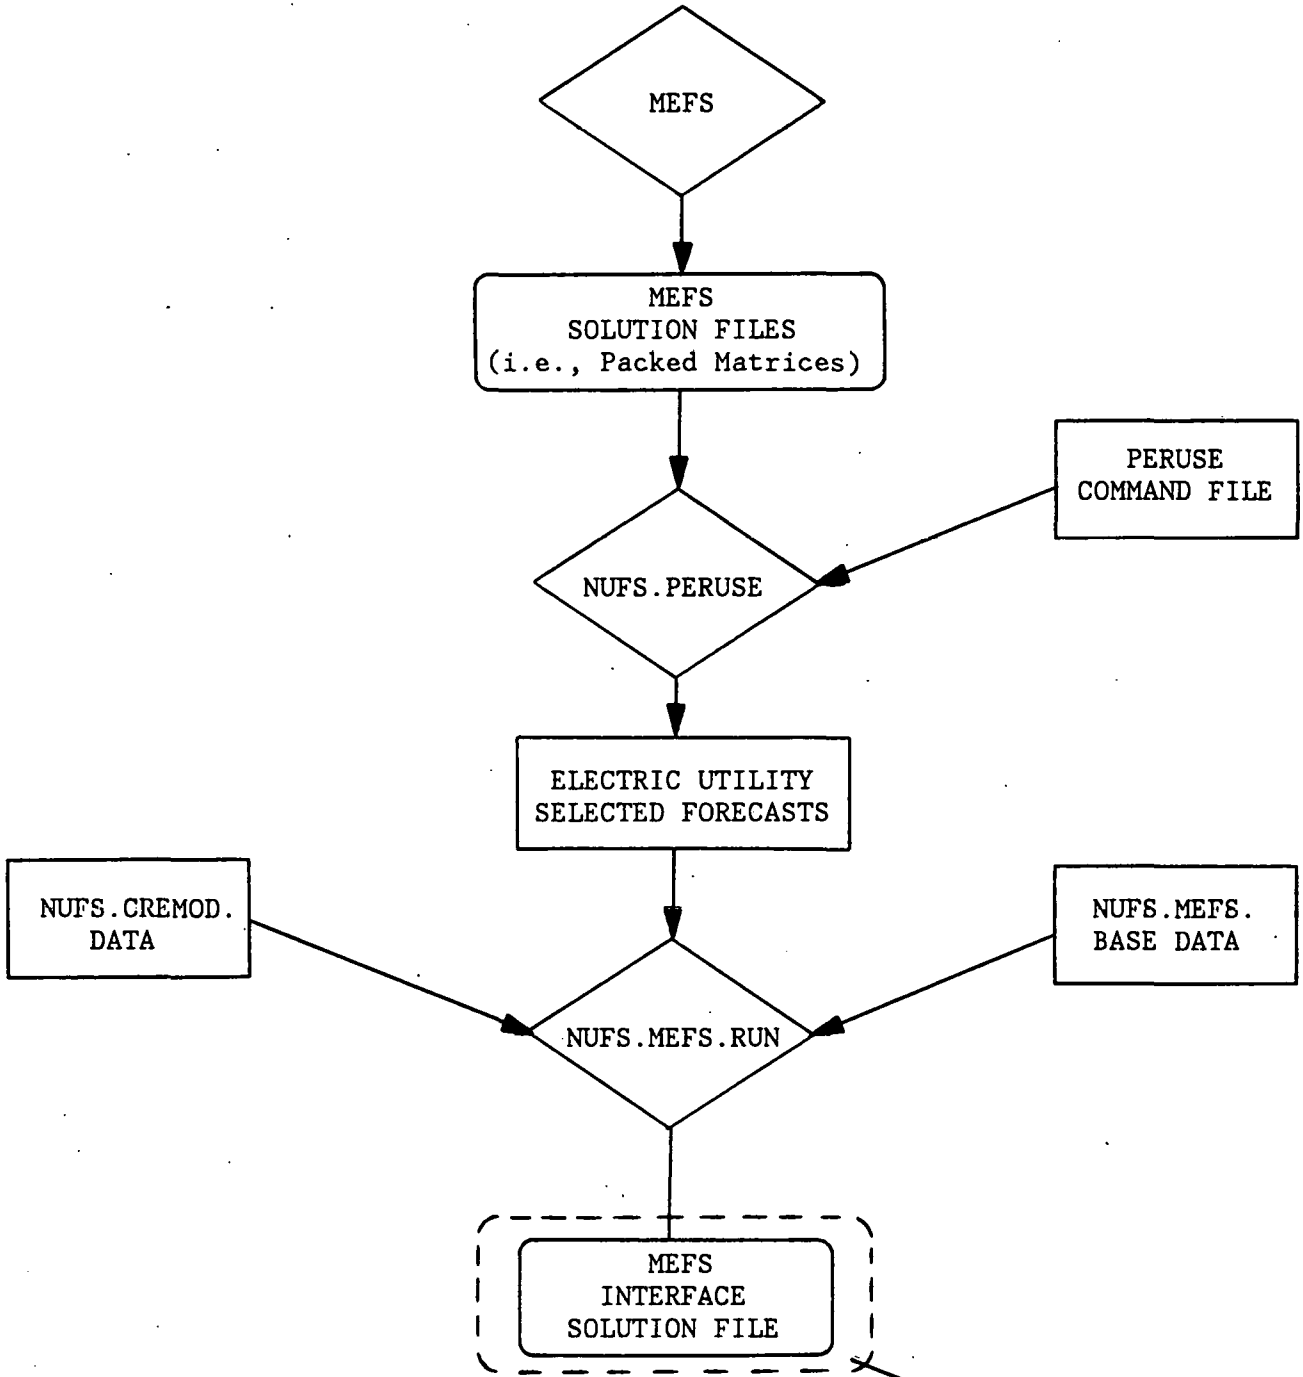 MEFS
MEFS
SOLUTION FILES
(i.e., Packed Matrices)
PERUSE
COMMAND FILE
NUFS.PERUSE
ELECTRIC UTILITY
SELECTED FORECASTS
NUFS.CREMOD.
DATA
NUFS.MEFS.
BASE DATA
NUFS.MEFS.RUN
MEFS
INTERFACE
SOLUTION FILE